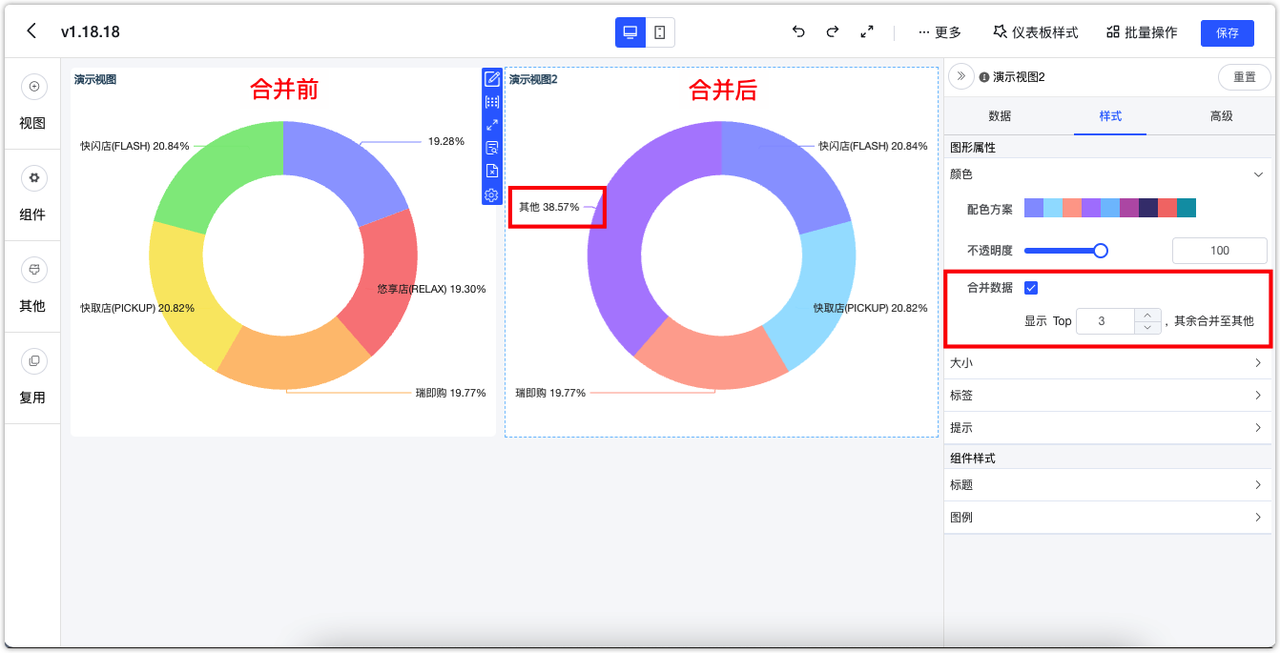 v1.18.18
更多
仪表板样式
批量操作
保存
视图
组件
其他
复用
演示视图
合并前
快闪店(FLASH) 20.84%
19.28%
悠享店(RELAX) 19.30%
快取店(PICKUP) 20.82%
瑞即购 19.77%
演示视图2
合并后
快闪店(FLASH) 20.84%
其他 38.57%
快取店(PICKUP) 20.82%
瑞即购 19.77%
演示视图2
重置
数据
样式
高级
图形属性
颜色
配色方案
不透明度
100
合并数据
显示 Top 3 ，其余合并至其他
大小
标签
提示
组件样式
标题
图例